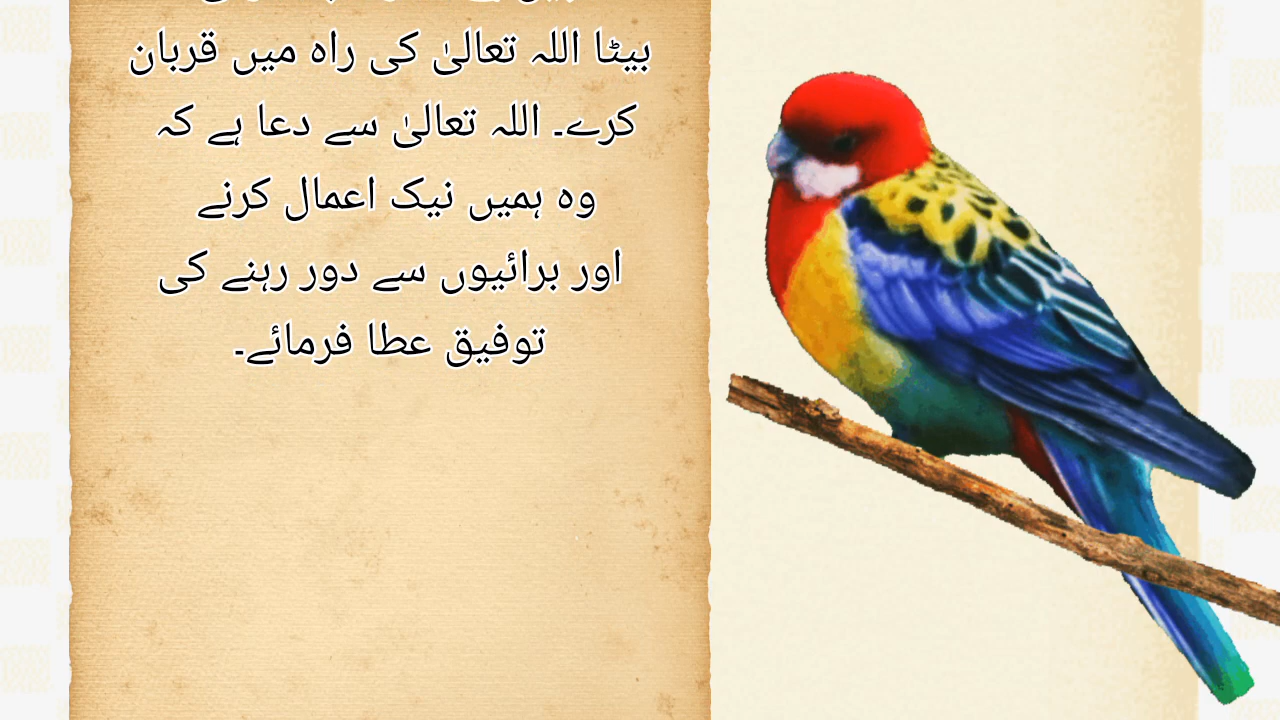 بیٹا اللہ تعالیٰ کی راہ میں قربان
کرے۔ اللہ تعالیٰ سے دعا ہے کہ
وہ ہمیں نیک اعمال کرنے
اور برائیوں سے دور رہنے کی
توفیق عطا فرمائے۔